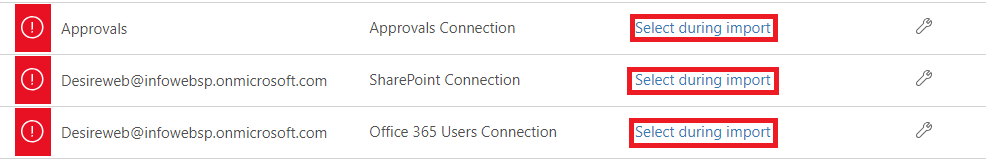 Approvals Approvals Connection Select during import
Desireweb@infowebsp.onmicrosoft.com SharePoint Connection Select during import
Desireweb@infowebsp.onmicrosoft.com Office 365 Users Connection Select during import